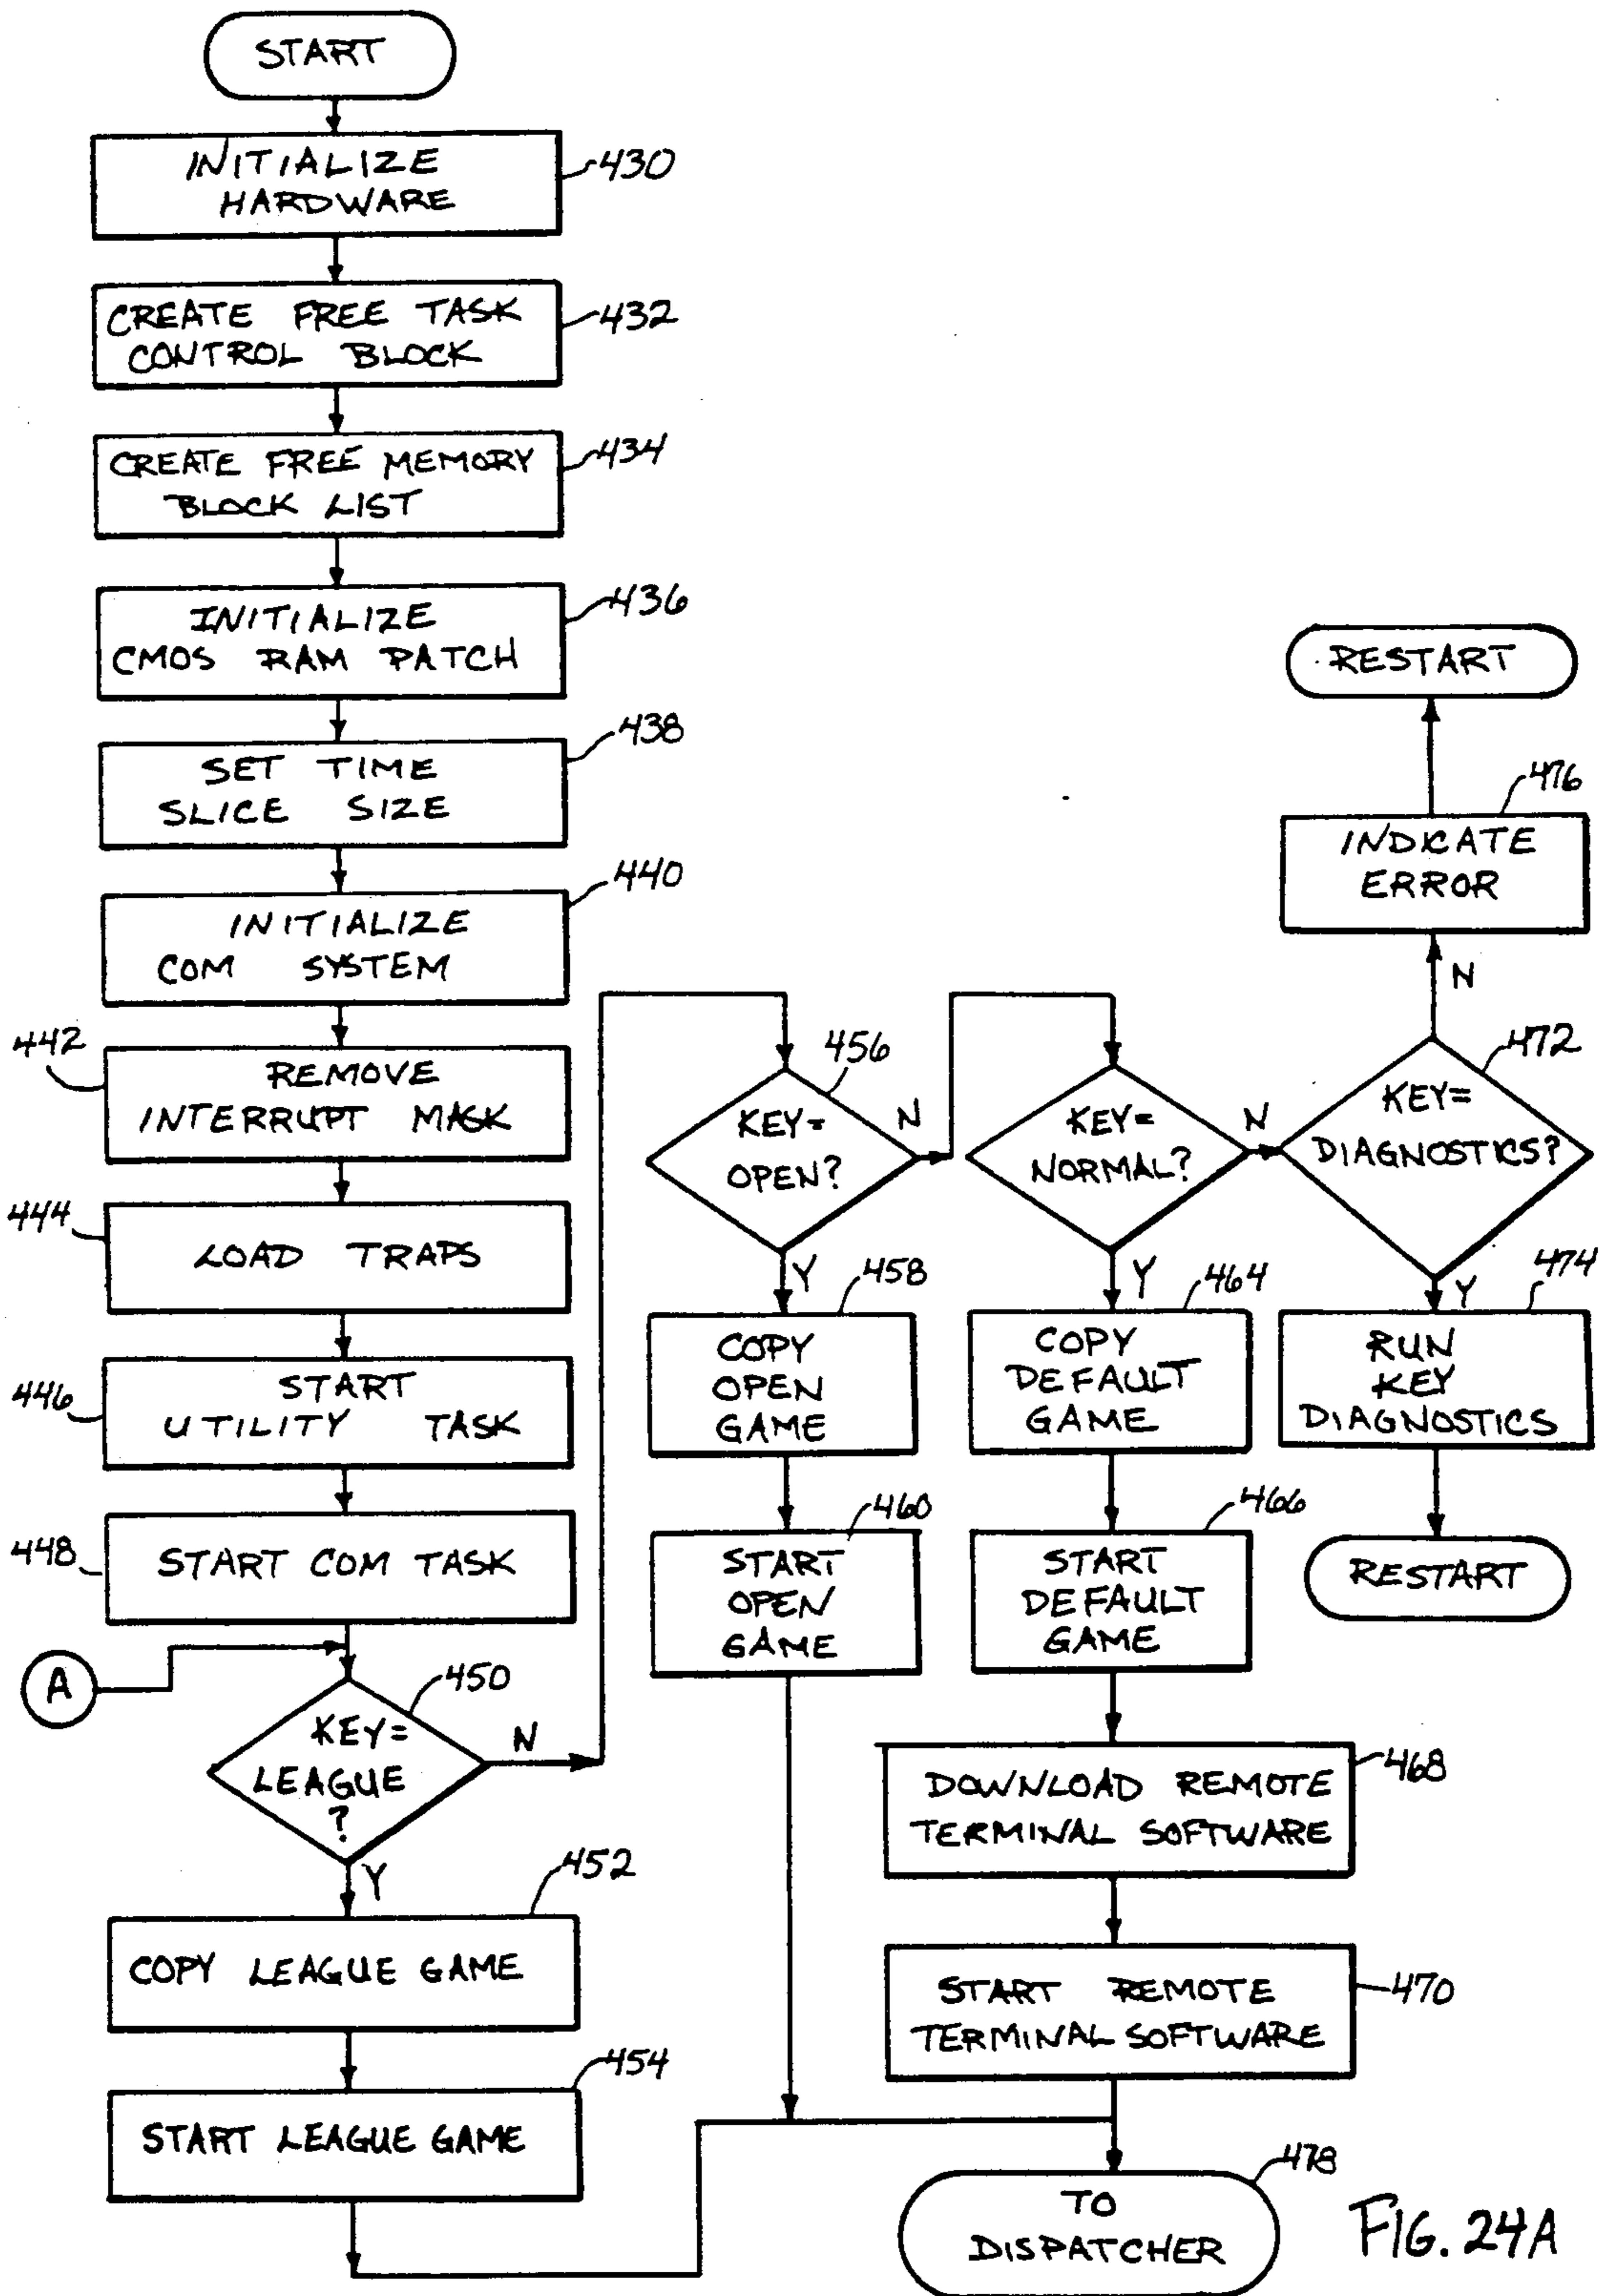 START
INITIALIZE
HARDWARE
430
CREATE FREE TASK
CONTROL BLOCK
432
CREATE FREE MEMORY
BLOCK LIST
434
INITIALIZE
CMOS RAM PATCH
436
SET TIME
SLICE SIZE
438
INITIALIZE
COM SYSTEM
440
442
REMOVE
INTERRUPT MASK
444
LOAD TRAPS
446
START
UTILITY TASK
448
START COM TASK
A
450
KEY=
LEAGUE
?
N
Y
452
COPY LEAGUE GAME
454
START LEAGUE GAME
456
KEY=
OPEN?
N
Y
458
COPY
OPEN
GAME
460
START
OPEN
GAME
KEY=
NORMAL?
N
Y
464
COPY
DEFAULT
GAME
466
START
DEFAULT
GAME
468
DOWNLOAD REMOTE
TERMINAL SOFTWARE
470
START REMOTE
TERMINAL SOFTWARE
RESTART
476
INDICATE
ERROR
N
472
KEY=
DIAGNOSTICS?
Y
474
RUN
KEY
DIAGNOSTICS
RESTART
478
TO
DISPATCHER
FIG. 24A